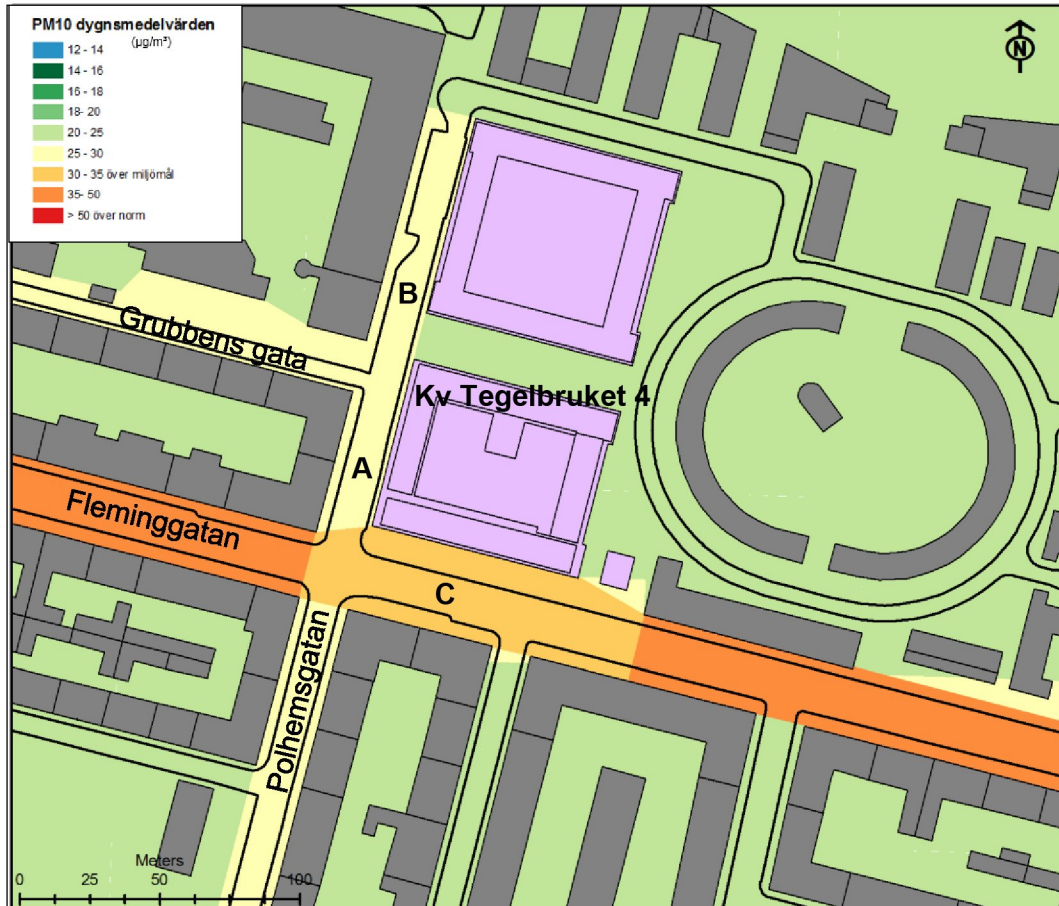 PM10 dygnsmedelvärden
(µg/m³)
12 - 14
14 - 16
16 - 18
18- 20
20 - 25
25 - 30
30 - 35 över miljömål
35- 50
> 50 över norm
N
B
Grubbens gata
Kv Tegelbruket 4
A
Fleminggatan
C
Polhemsgatan
Meters
0 25 50 100